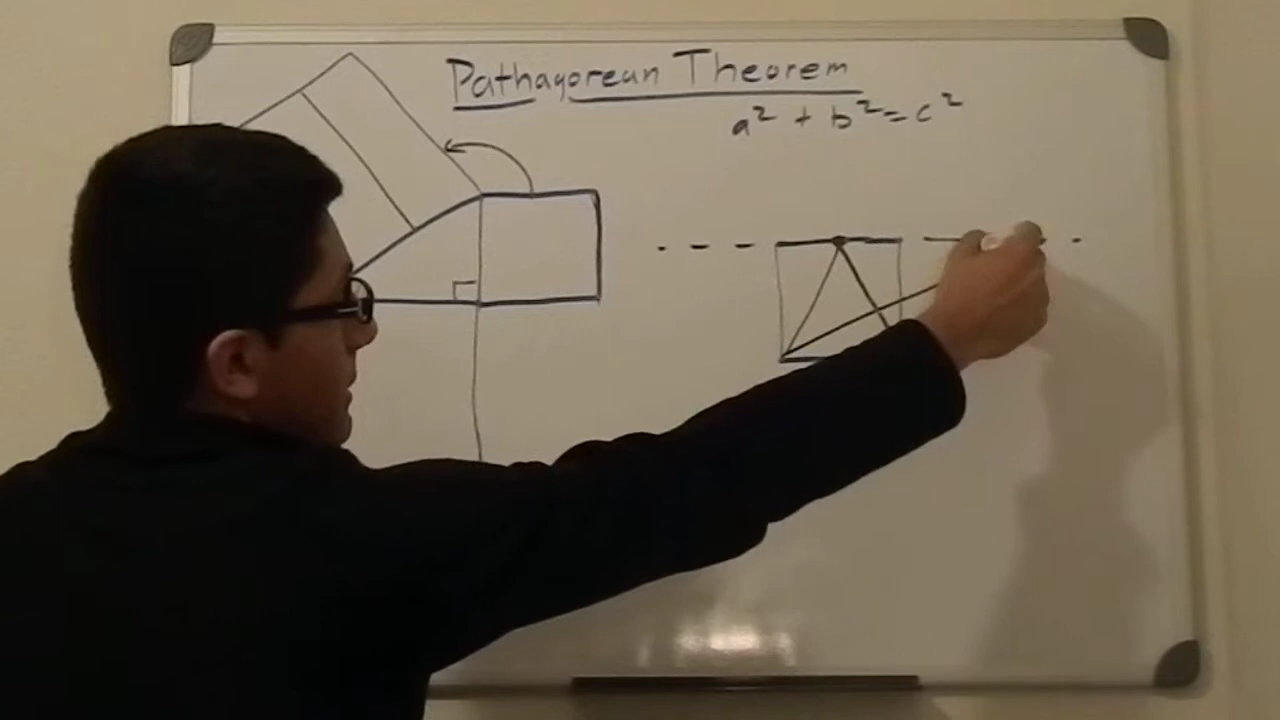 Pathagorean Theorem
a² + b² = c²